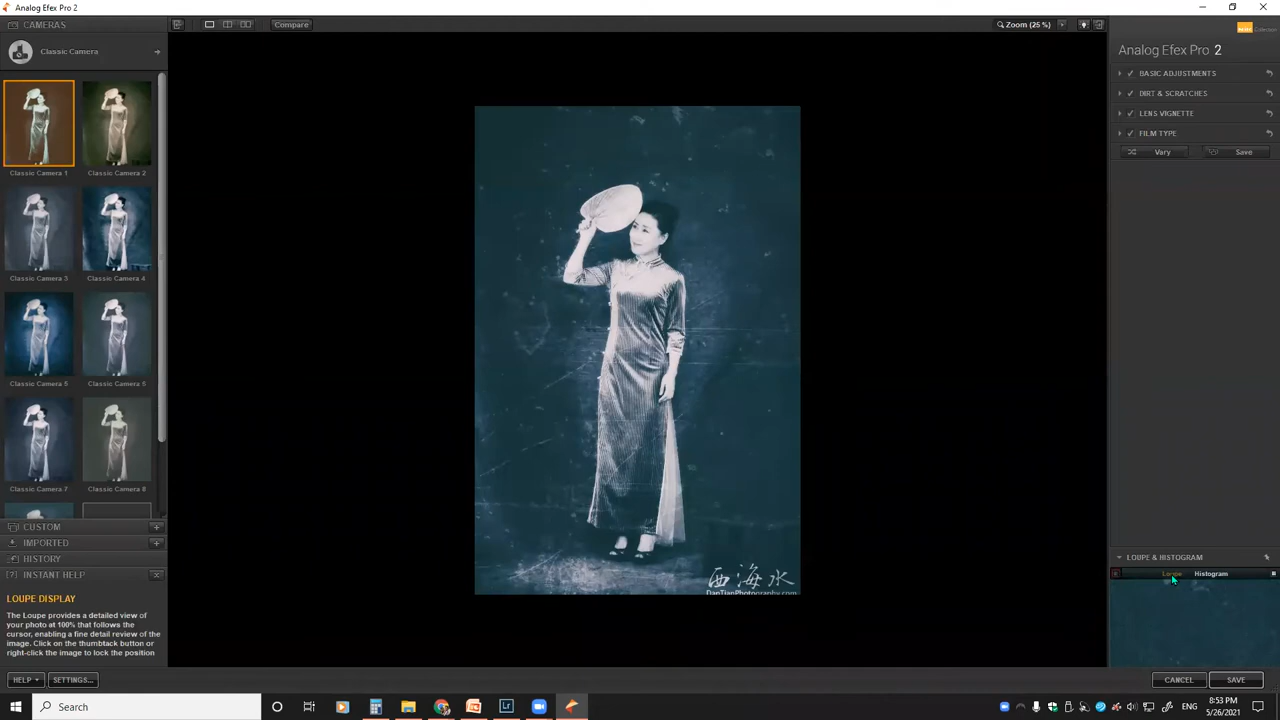 Analog Efex Pro 2
CAMERAS
Classic Camera
Classic Camera 1
Classic Camera 2
Classic Camera 3
Classic Camera 4
Classic Camera 5
Classic Camera 5
Classic Camera 7
Classic Camera 8
CUSTOM
IMPORTED
HISTORY
INSTANT HELP
LOUPE DISPLAY
The Loupe provides a detailed view of
your photo at 100% that follows the
cursor, enabling a fine detail review of the
image. Click on the thumbtack button or
right-click the image to lock the position
HELP
SETTINGS...
Compare
Zoom (25 %)
西海水
DanTianPhotography.com
Collection
Analog Efex Pro 2
BASIC ADJUSTMENTS
DIRT & SCRATCHES
LENS VIGNETTE
FILM TYPE
Vary
Save
LOUPE & HISTOGRAM
Loupe
Histogram
CANCEL
SAVE
Search
ENG
8:53 PM
5/26/2021